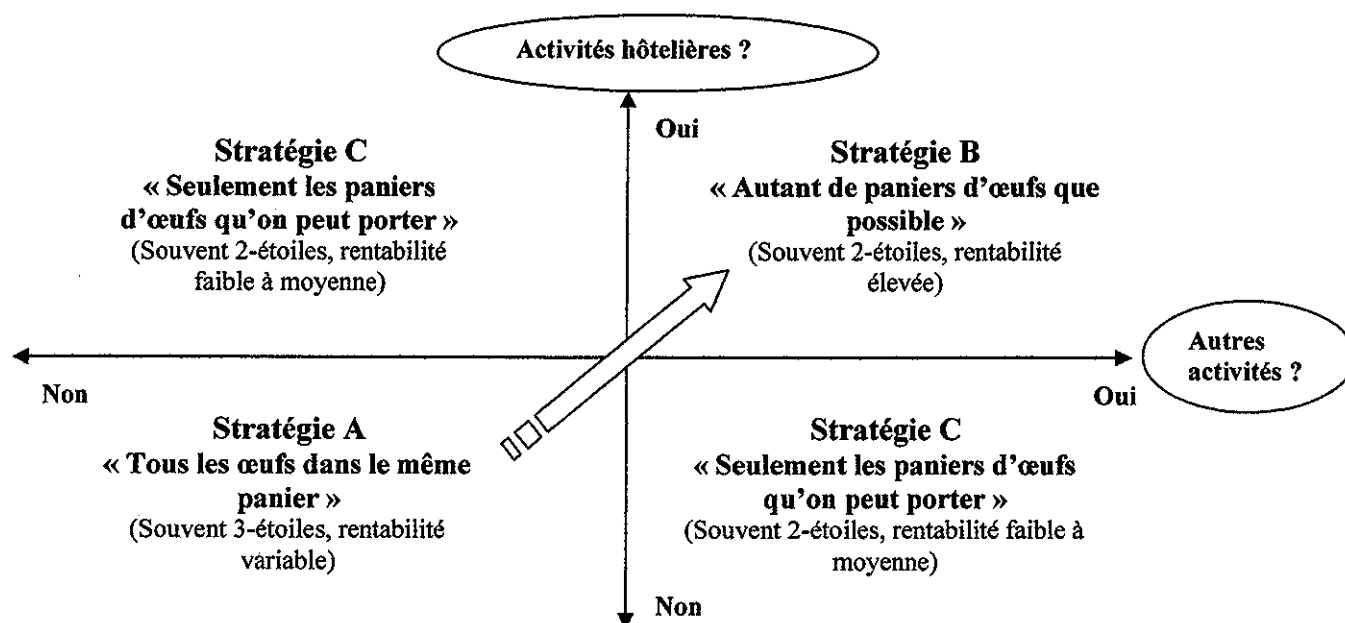 Activités hôtelières ?
Oui
Stratégie C
« Seulement les paniers
d’œufs qu’on peut porter »
(Souvent 2-étoiles, rentabilité
faible à moyenne)
Stratégie B
« Autant de paniers d’œufs que
possible »
(Souvent 2-étoiles, rentabilité
élevée)
Autres
activités ?
Non
Oui
Stratégie A
« Tous les œufs dans le même
panier »
(Souvent 3-étoiles, rentabilité
variable)
Stratégie C
« Seulement les paniers d’œufs
qu’on peut porter »
(Souvent 2-étoiles, rentabilité faible à
moyenne)
Non